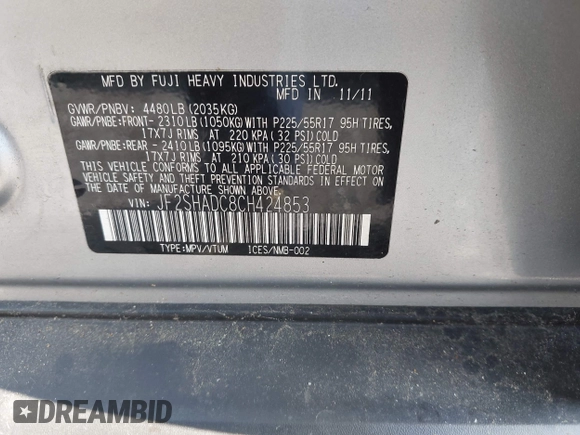 MFD BY FUJI HEAVY INDUSTRIES LTD.
MFD IN 11/11
GVWR/PNBV: 4480LB(2035KG)
GAWR/PNBE:FRONT- 2310LB(1050KG)WITH P225/55R17 95H TIRES,
17X7J RIMS AT 220 KPA(32 PSI)COLD
GAWR/PNBE:REAR - 2410LB(1095KG)WITH P225/55R17 95H TIRES,
17X7J RIMS AT 210 KPA(30 PSI)COLD
THIS VEHICLE CONFORMS TO ALL APPLICABLE FEDERAL MOTOR
VEHICLE SAFETY AND THEFT PREVENTION STANDARDS IN EFFECT
ON THE DATE OF MANUFACTURE SHOWN ABOVE.
VIN: JF2SHADC8CH424853
TYPE:MPV/VTUM ICES/NMB-002
DREAMBID